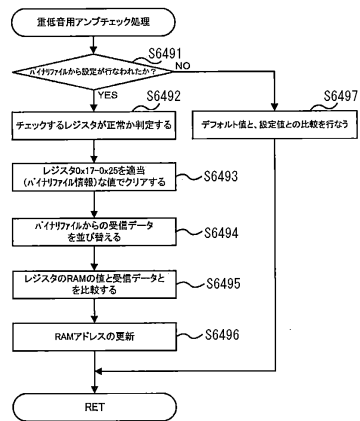 重低音用アンプチェック処理
S6491
バイナリファイルから設定が行なわれたか？
NO
YES
S6492
チェックするレジスタが正常か判定する
S6497
デフォルト値と、設定値との比較を行なう
レジスタ0x17-0x25を適当
(バイナリファイル情報)な値でクリアする
S6493
バイナリファイルからの受信データ
を並び替える
S6494
レジスタのRAMの値と受信データと
を比較する
S6495
RAMアドレスの更新
S6496
RET